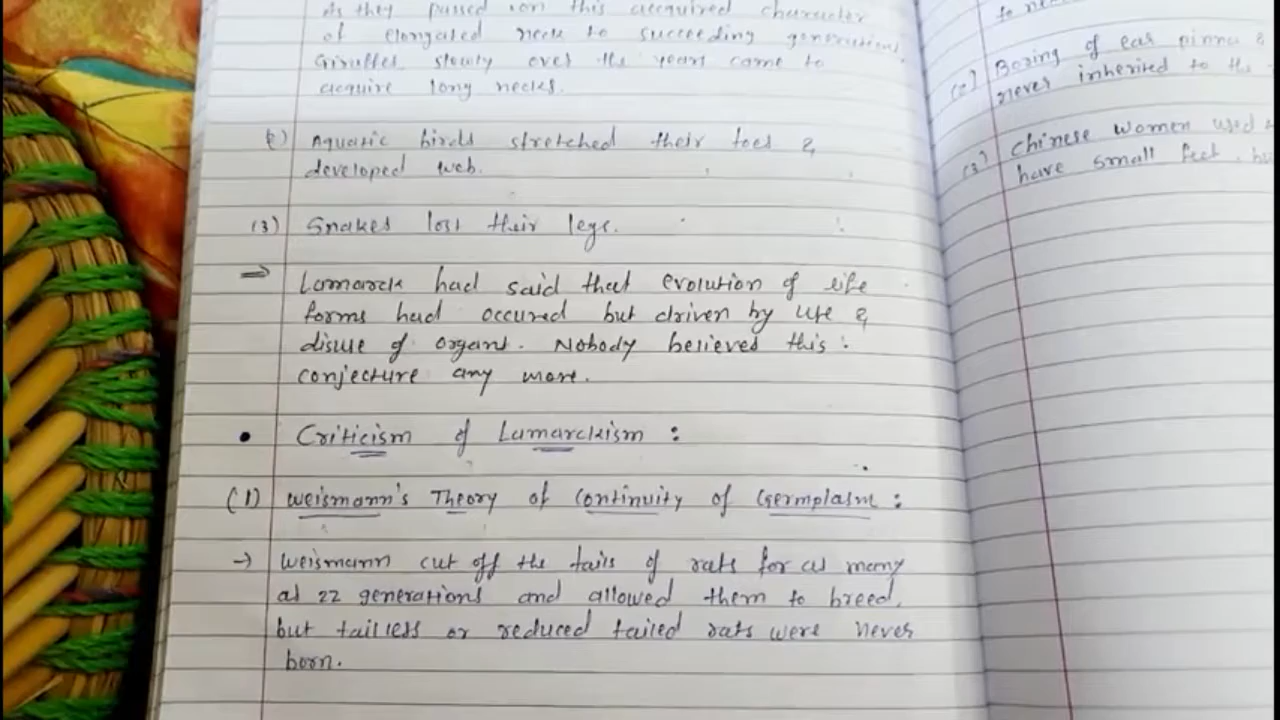 As they passed on this acquired character
of elongated neck to succeeding generations
Giraffes slowly over the years came to
acquire long necks.
Aquatic birds stretched their toes &
developed web.
(3) Snakes lost their legs.
⇒ Lamarck had said that evolution of life
forms had occured but driven by use &
disuse of organs. Nobody believes this
conjecture any more.
• Criticism of Lamarckism :
(1) Weismann's Theory of Continuity of Germplasm :
→ Weismann cut off the tails of rats for as many
as 22 generations and allowed them to breed,
but tailless or reduced tailed rats were never
born.
to
(2) Boring of ear pinna &
never inherited to the
(3) Chinese women used
have small feet.